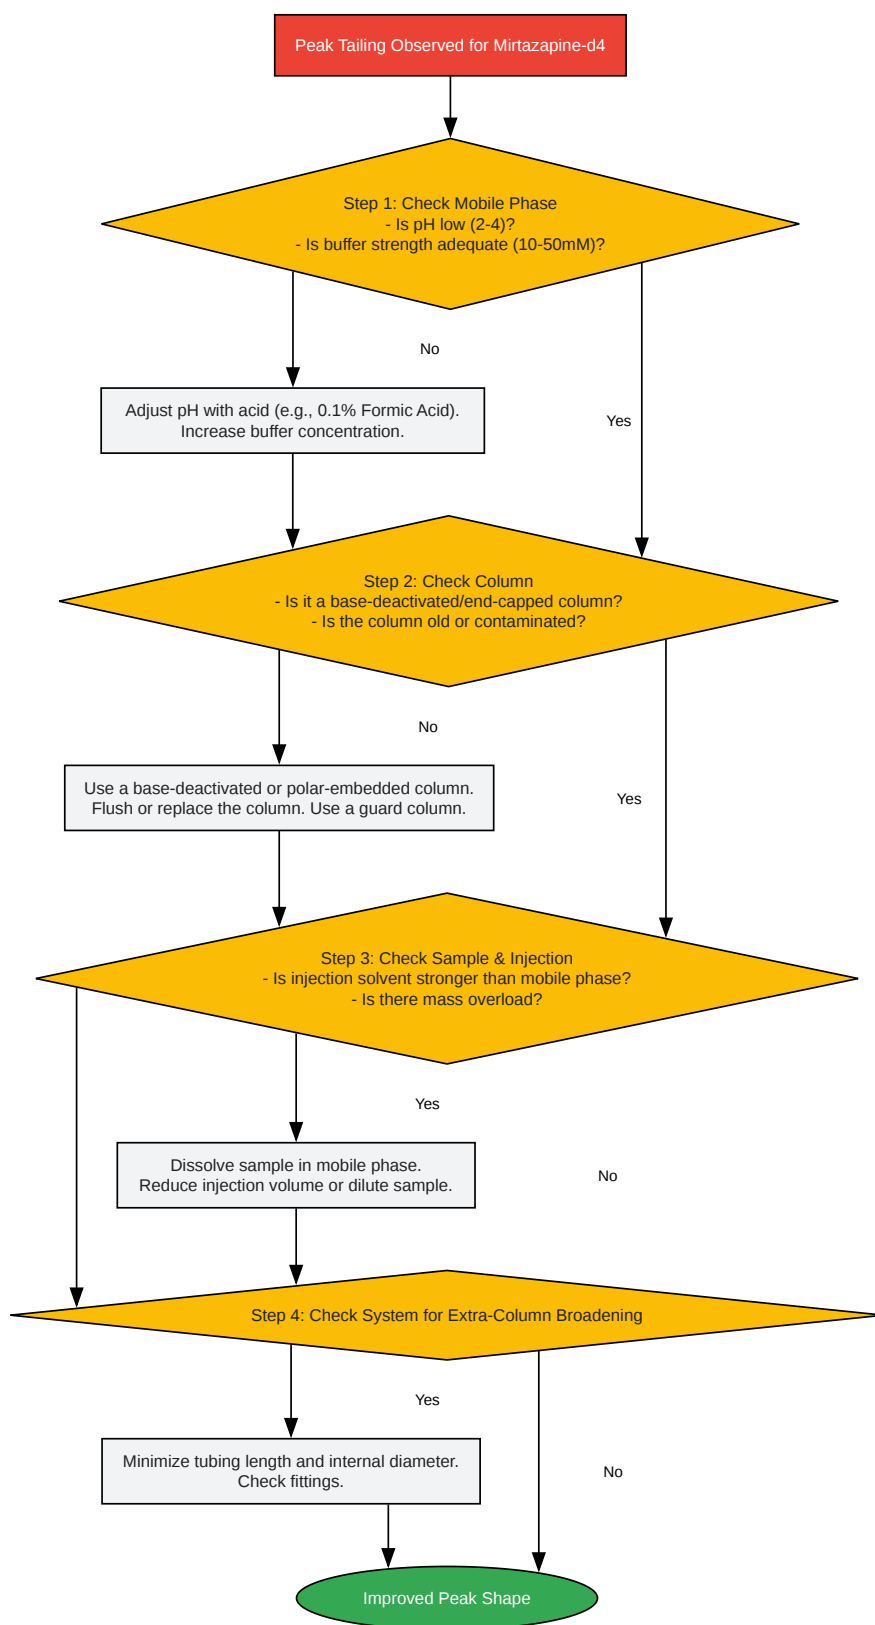 Peak Tailing Observed for Mirtazapine-d4
Step 1: Check Mobile Phase
- Is pH low (2-4)?
- Is buffer strength adequate (10-50mM)?
No
Adjust pH with acid (e.g., 0.1% Formic Acid).
Increase buffer concentration.
Yes
Step 2: Check Column
- Is it a base-deactivated/end-capped column?
- Is the column old or contaminated?
No
Use a base-deactivated or polar-embedded column.
Flush or replace the column. Use a guard column.
Yes
Step 3: Check Sample & Injection
- Is injection solvent stronger than mobile phase?
- Is there mass overload?
Yes
Dissolve sample in mobile phase.
Reduce injection volume or dilute sample.
No
Step 4: Check System for Extra-Column Broadening
Yes
Minimize tubing length and internal diameter.
Check fittings.
No
Improved Peak Shape